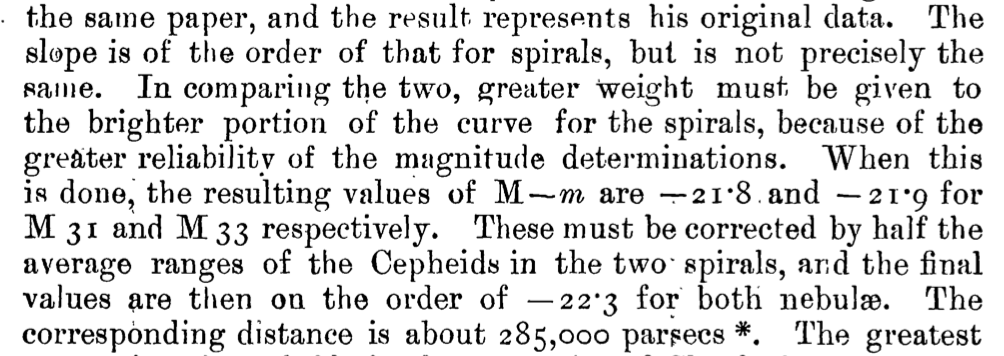 the same paper, and the result represents his original data. The
slope is of the order of that for spirals, but is not precisely the
same. In comparing the two, greater weight must be given to
the brighter portion of the curve for the spirals, because of the
greater reliability of the magnitude determinations. When this
is done, the resulting values of M—m are —21·8 and —21·9 for
M 31 and M 33 respectively. These must be corrected by half the
average ranges of the Cepheids in the two spirals, and the final
values are then on the order of —22·3 for both nebulæ. The
corresponding distance is about 285,000 parsecs *. The greatest